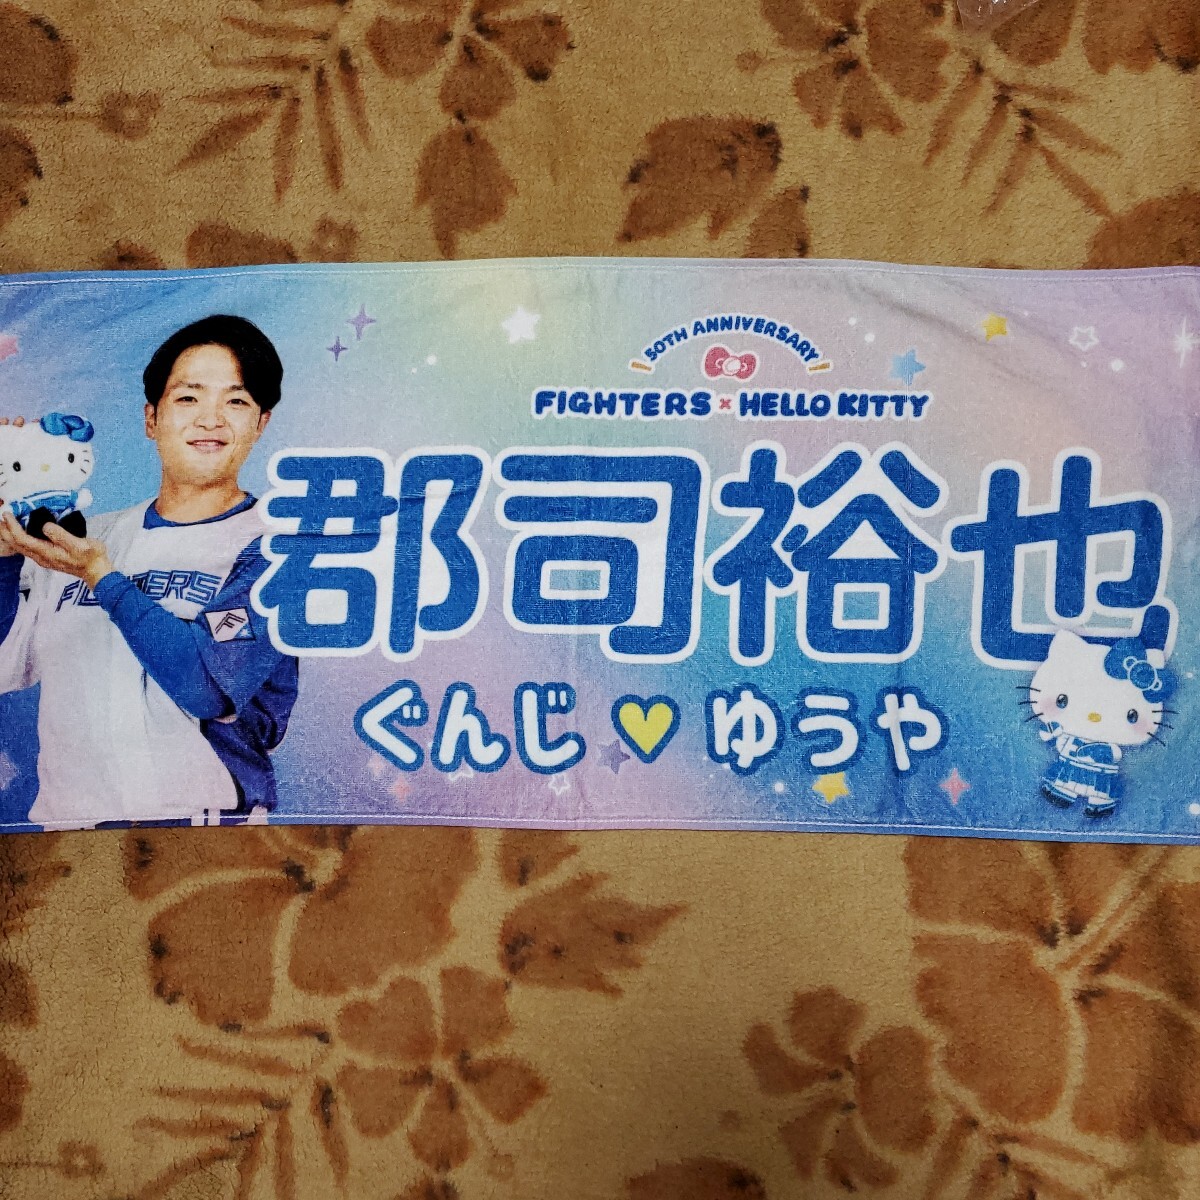 50TH ANNIVERSARY
FIGHTERS × HELLO KITTY
郡司裕也
ぐんじ♥ゆうや
FIGHTERS
F